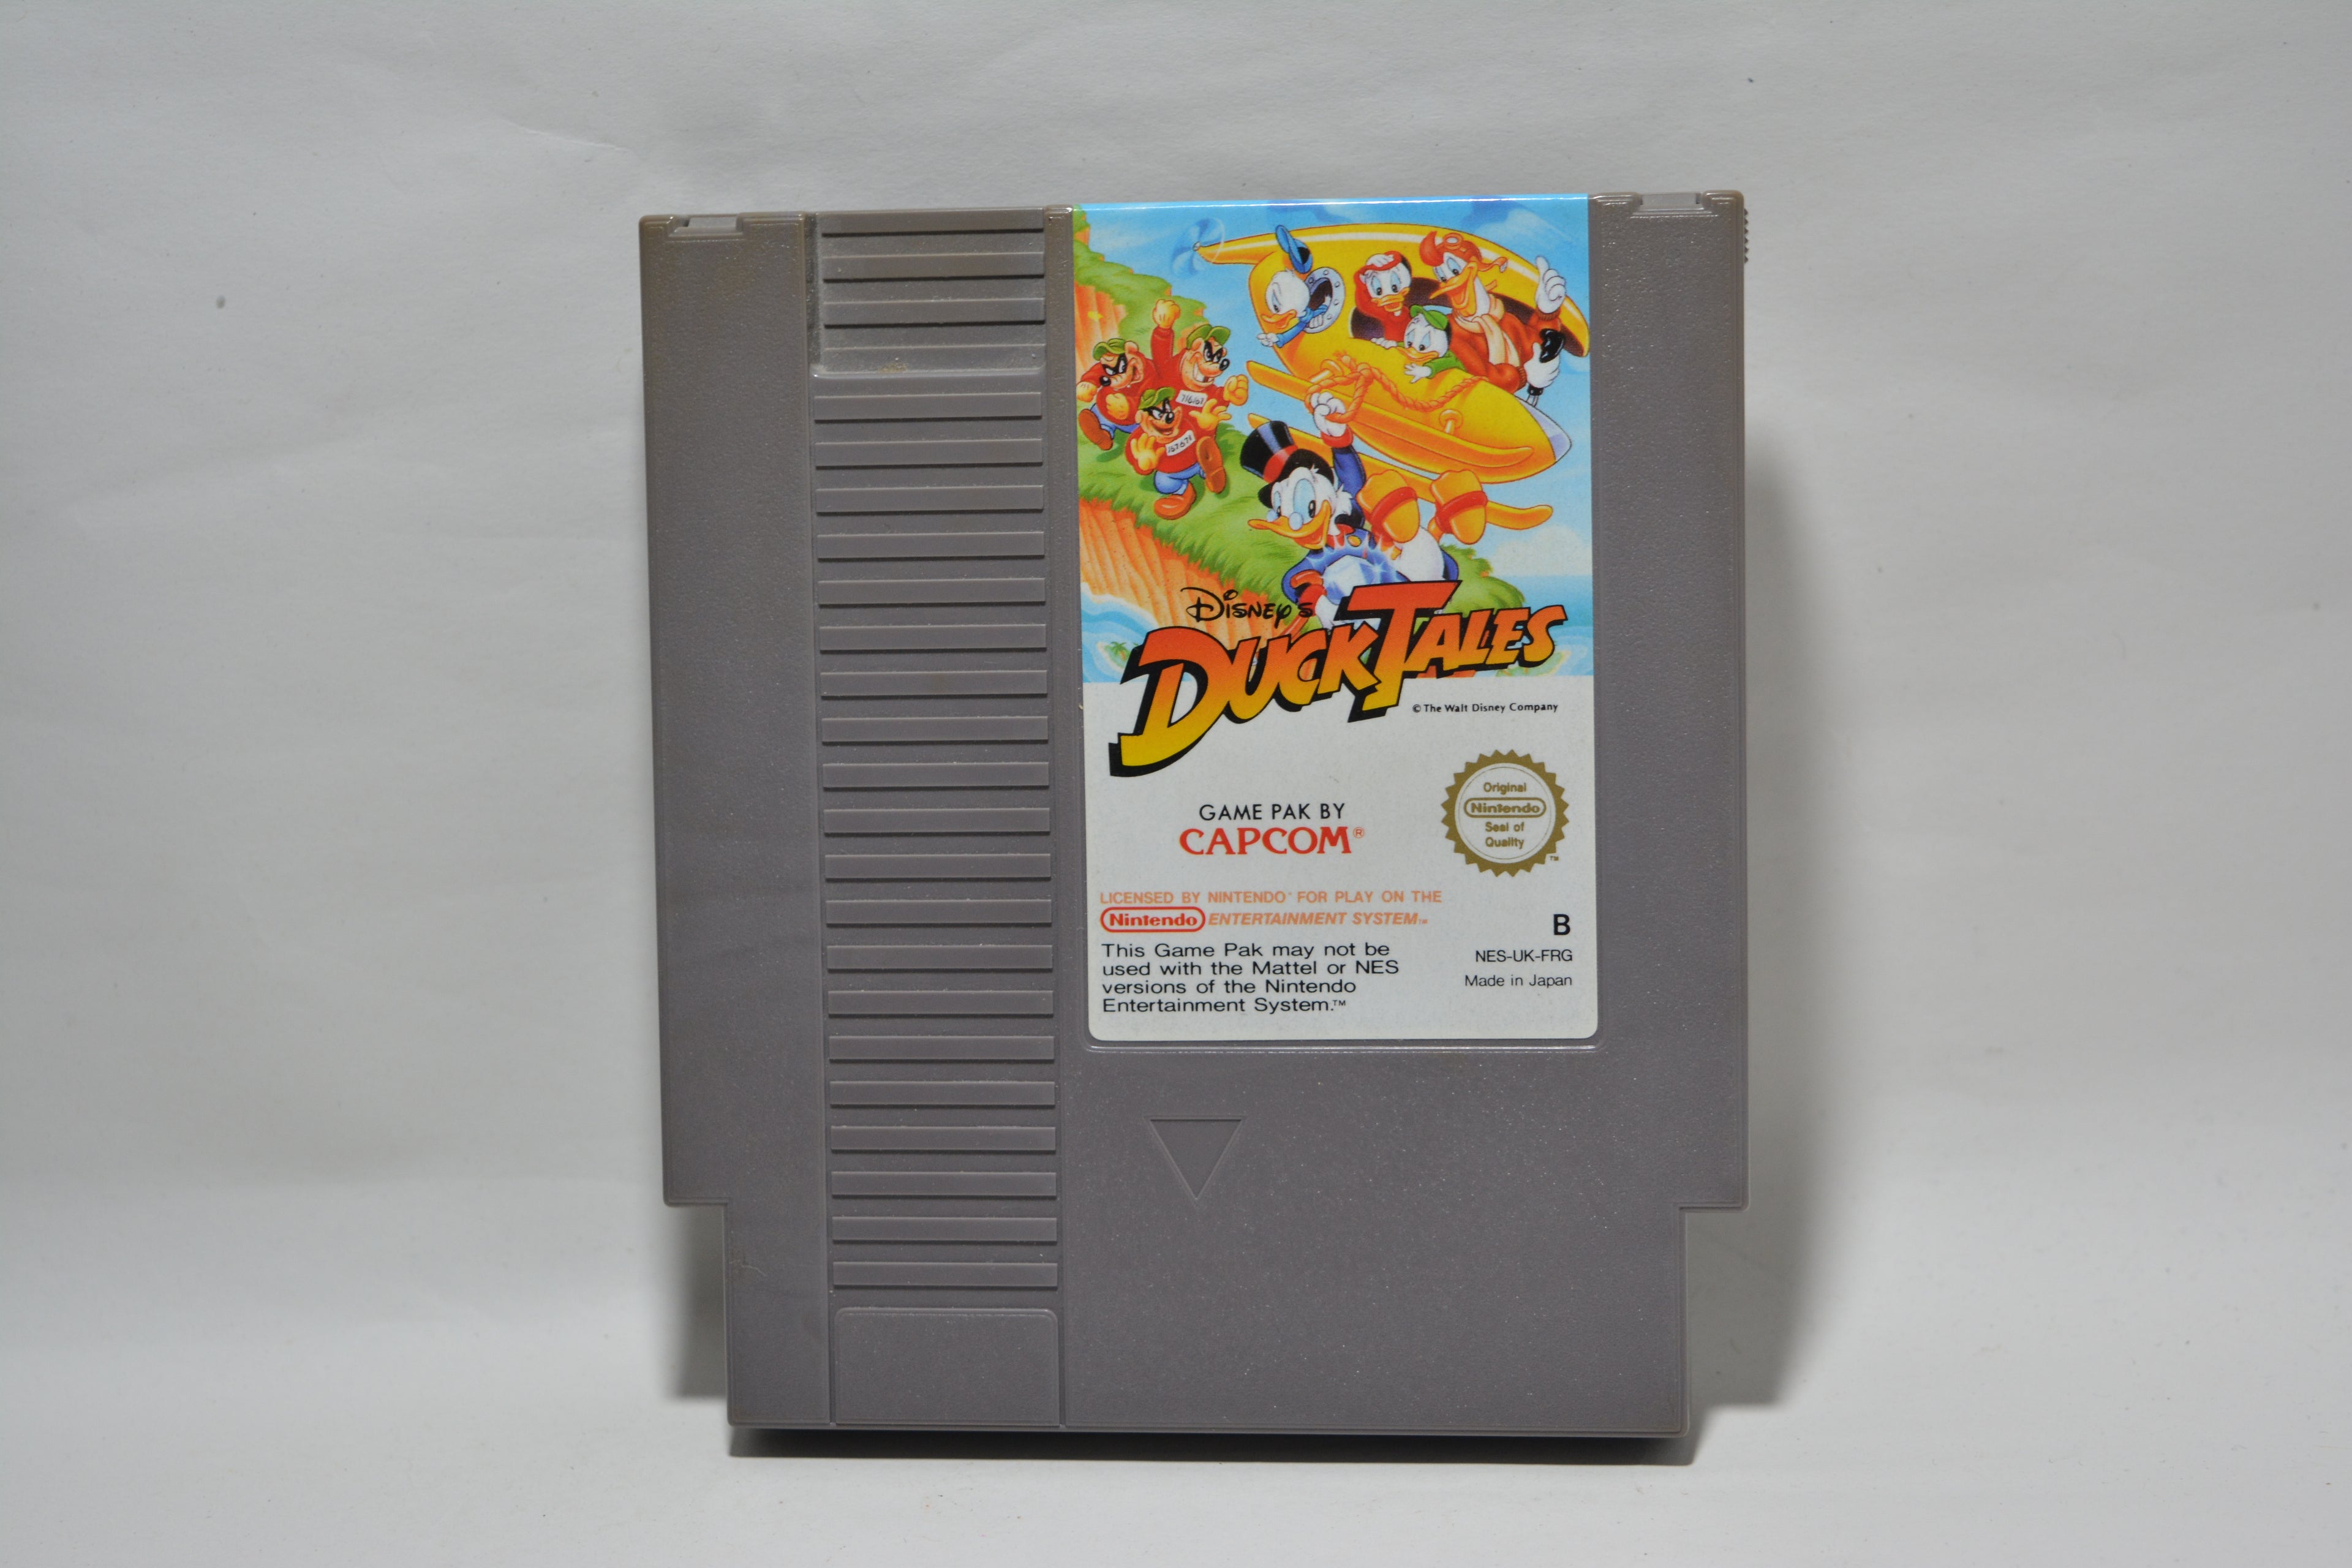 DISNEY'S
DUCKTALES
© The Walt Disney Company
GAME PAK BY
CAPCOM®
Original
Nintendo
Seal of
Quality
TM
LICENSED BY NINTENDO® FOR PLAY ON THE
Nintendo ENTERTAINMENT SYSTEM™
B
This Game Pak may not be
used with the Mattel or NES
versions of the Nintendo
Entertainment System.™
NES-UK-FRG
Made in Japan